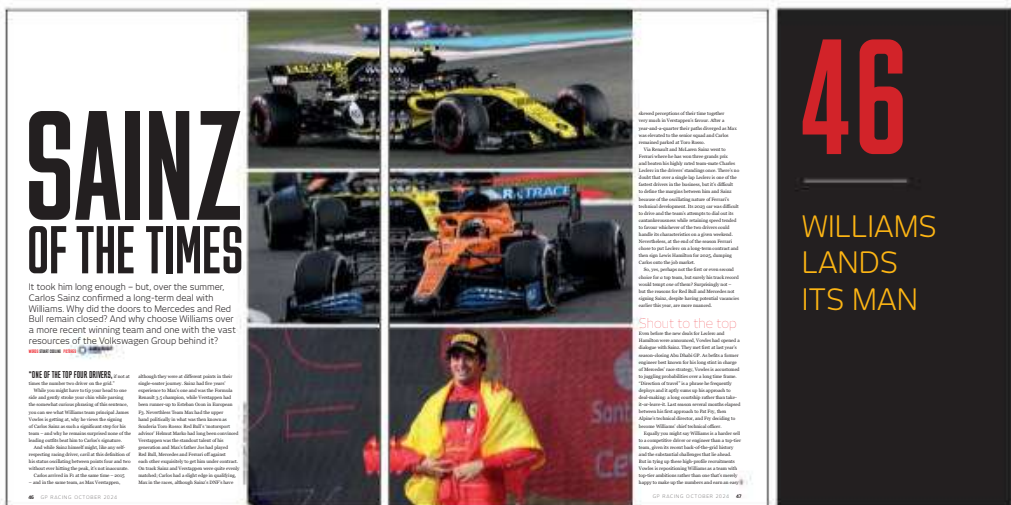 SAINZ
OF THE TIMES
It took him long enough – but, over the summer,
Carlos Sainz confirmed a long-term deal with
Williams. Why did the doors to Mercedes and Red
Bull remain closed? And why choose Williams over
a more recent winning team and one with the vast
resources of the Volkswagen Group behind it?
WORDS STUART CODLING PICTURES
"ONE OF THE TOP FOUR DRIVERS, if not at
times the number two driver on the grid."
While you might have to tip your head to one
side and gently stroke your chin while parsing
the somewhat curious phrasing of this sentence,
you can see what Williams team principal James
Vowles is getting at, why he views the signing
of Carlos Sainz as such a significant step for his
team – and why he remains surprised none of the
leading outfits beat him to Carlos's signature.
And while Sainz himself might, like any self-
respecting racing driver, cavil at this definition of
his status oscillating between points four and two
without ever hitting the peak, it's not inaccurate.
Carlos arrived in F1 at the same time – 2015
– and in the same team, as Max Verstappen,
although they were at different points in their
single-seater journey. Sainz had five years'
experience to Max's one and was the Formula
Renault 3.5 champion, while Verstappen had
been runner-up to Esteban Ocon in European
F3. Nevertheless Team Max had the upper
hand politically in what was then known as
Scuderia Toro Rosso: Red Bull's 'motorsport
advisor' Helmut Marko had long been convinced
Verstappen was the standout talent of his
generation and Max's father Jos had played
Red Bull, Mercedes and Ferrari off against
each other exquisitely to get him under contract.
On track Sainz and Verstappen were quite evenly
matched; Carlos had a slight edge in qualifying,
Max in the races, although Sainz's DNFs have
46 GP RACING OCTOBER 2024
TRACE
Sant
skewed perceptions of their time together
very much in Verstappen's favour. After a
year-and-a-quarter their paths diverged as Max
was elevated to the senior squad and Carlos
remained parked at Toro Rosso.
Via Renault and McLaren Sainz went to
Ferrari where he has won three grands prix
and beaten his highly rated team-mate Charles
Leclerc in the drivers' standings once. There's no
doubt that over a single lap Leclerc is one of the
fastest drivers in the business, but it's difficult
to define the margins between him and Sainz
because of the oscillating nature of Ferrari's
technical development. Its 2023 car was difficult
to drive and the team's attempts to dial out its
cantankerousness while retaining speed tended
to favour whichever of the two drivers could
handle its characteristics on a given weekend.
Nevertheless, at the end of the season Ferrari
chose to put Leclerc on a long-term contract and
then sign Lewis Hamilton for 2025, dumping
Carlos onto the job market.
So, yes, perhaps not the first or even second
choice for a top team, but surely his track record
would tempt one of them? Surprisingly not –
but the reasons for Red Bull and Mercedes not
signing Sainz, despite having potential vacancies
earlier this year, are more nuanced.
Shout to the top
Even before the new deals for Leclerc and
Hamilton were announced, Vowles had opened a
dialogue with Sainz. They met first at last year's
season-closing Abu Dhabi GP. As befits a former
engineer best known for his long stint in charge
of Mercedes' race strategy, Vowles is accustomed
to juggling probabilities over a long time frame.
"Direction of travel" is a phrase he frequently
deploys and it aptly sums up his approach to
deal-making: a long courtship rather than take-
it-or-leave-it. Last season several months elapsed
between his first approach to Pat Fry, then
Alpine's technical director, and Fry deciding to
become Williams' chief technical officer.
Equally you might say Williams is a harder sell
to a competitive driver or engineer than a top-tier
team, given its recent back-of-the-grid history
and the substantial challenges that lie ahead.
But in tying up these high-profile recruitments
Vowles is repositioning Williams as a team with
top-tier ambitions rather than one that's merely
happy to make up the numbers and earn an easy
GP RACING OCTOBER 2024 47
46
WILLIAMS
LANDS
ITS MAN